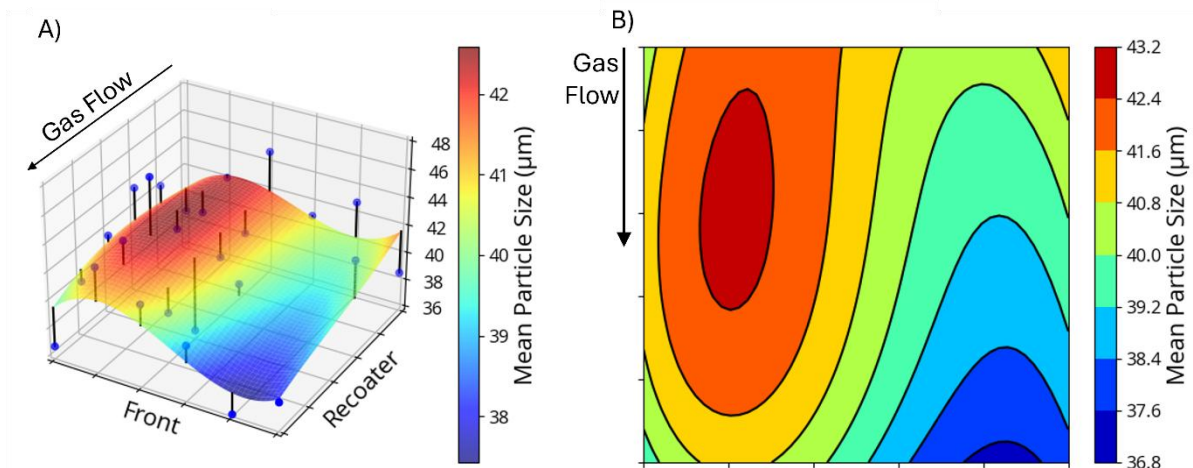 A)
Gas Flow
48
46
44
42
40
38
36
Front
Recoater
42
41
40
39
38
Mean Particle Size (μm)
B)
Gas
Flow
43.2
42.4
41.6
40.8
40.0
39.2
38.4
37.6
36.8
Mean Particle Size (μm)